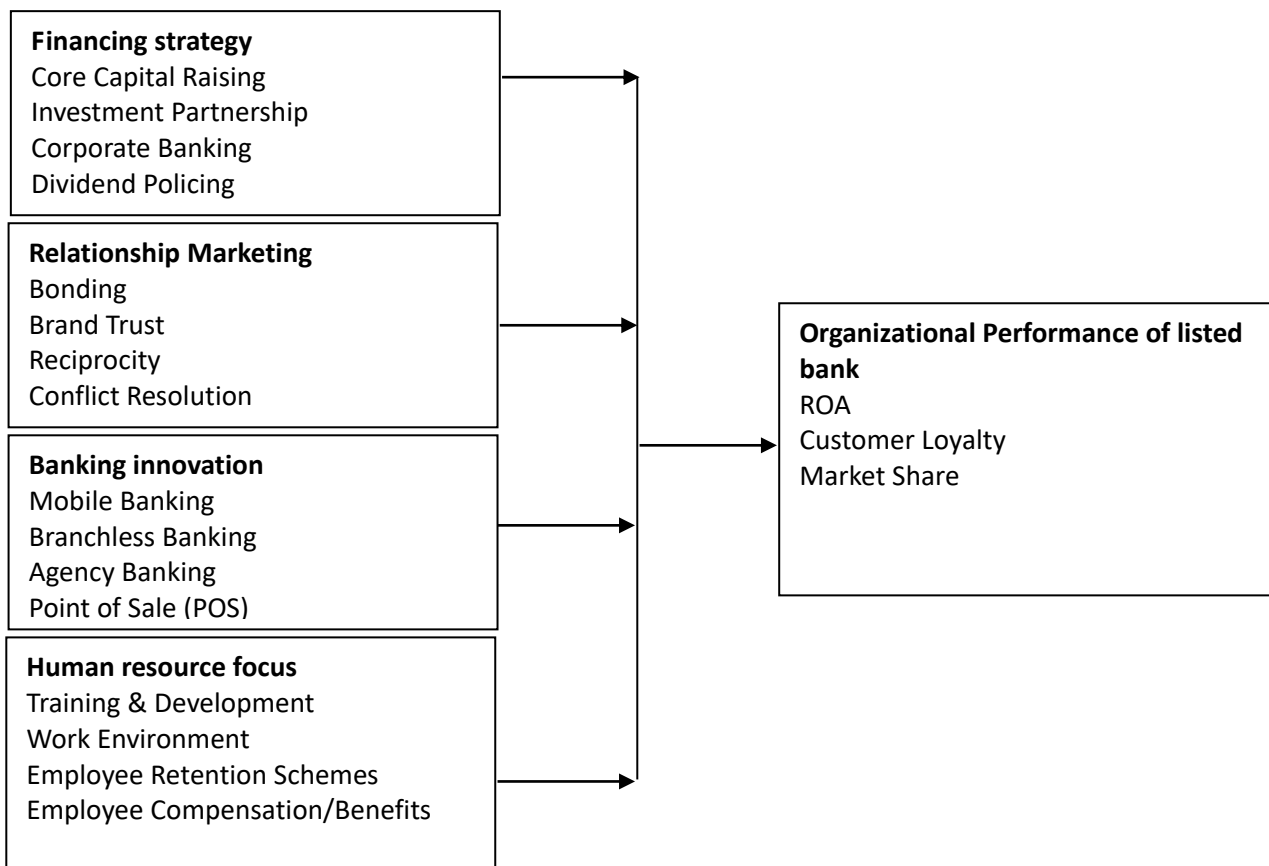 Financing strategy
Core Capital Raising
Investment Partnership
Corporate Banking
Dividend Policing
Relationship Marketing
Bonding
Brand Trust
Reciprocity
Conflict Resolution
Banking innovation
Mobile Banking
Branchless Banking
Agency Banking
Point of Sale (POS)
Human resource focus
Training & Development
Work Environment
Employee Retention Schemes
Employee Compensation/Benefits
Organizational Performance of listed
bank
ROA
Customer Loyalty
Market Share